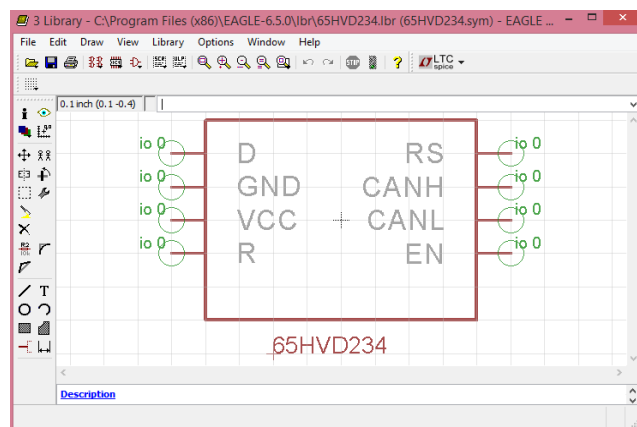 3 Library - C:\Program Files (x86)\EAGLE-6.5.0\lbr\65HVD234.lbr (65HVD234.sym) - EAGLE ...
File Edit Draw View Library Options Window Help
LTC spice
0.1 inch (0.1 -0.4)
io 0 D RS io 0
io 0 GND CANH io 0
io 0 VCC CANL io 0
io 0 R EN io 0
65HVD234
Description